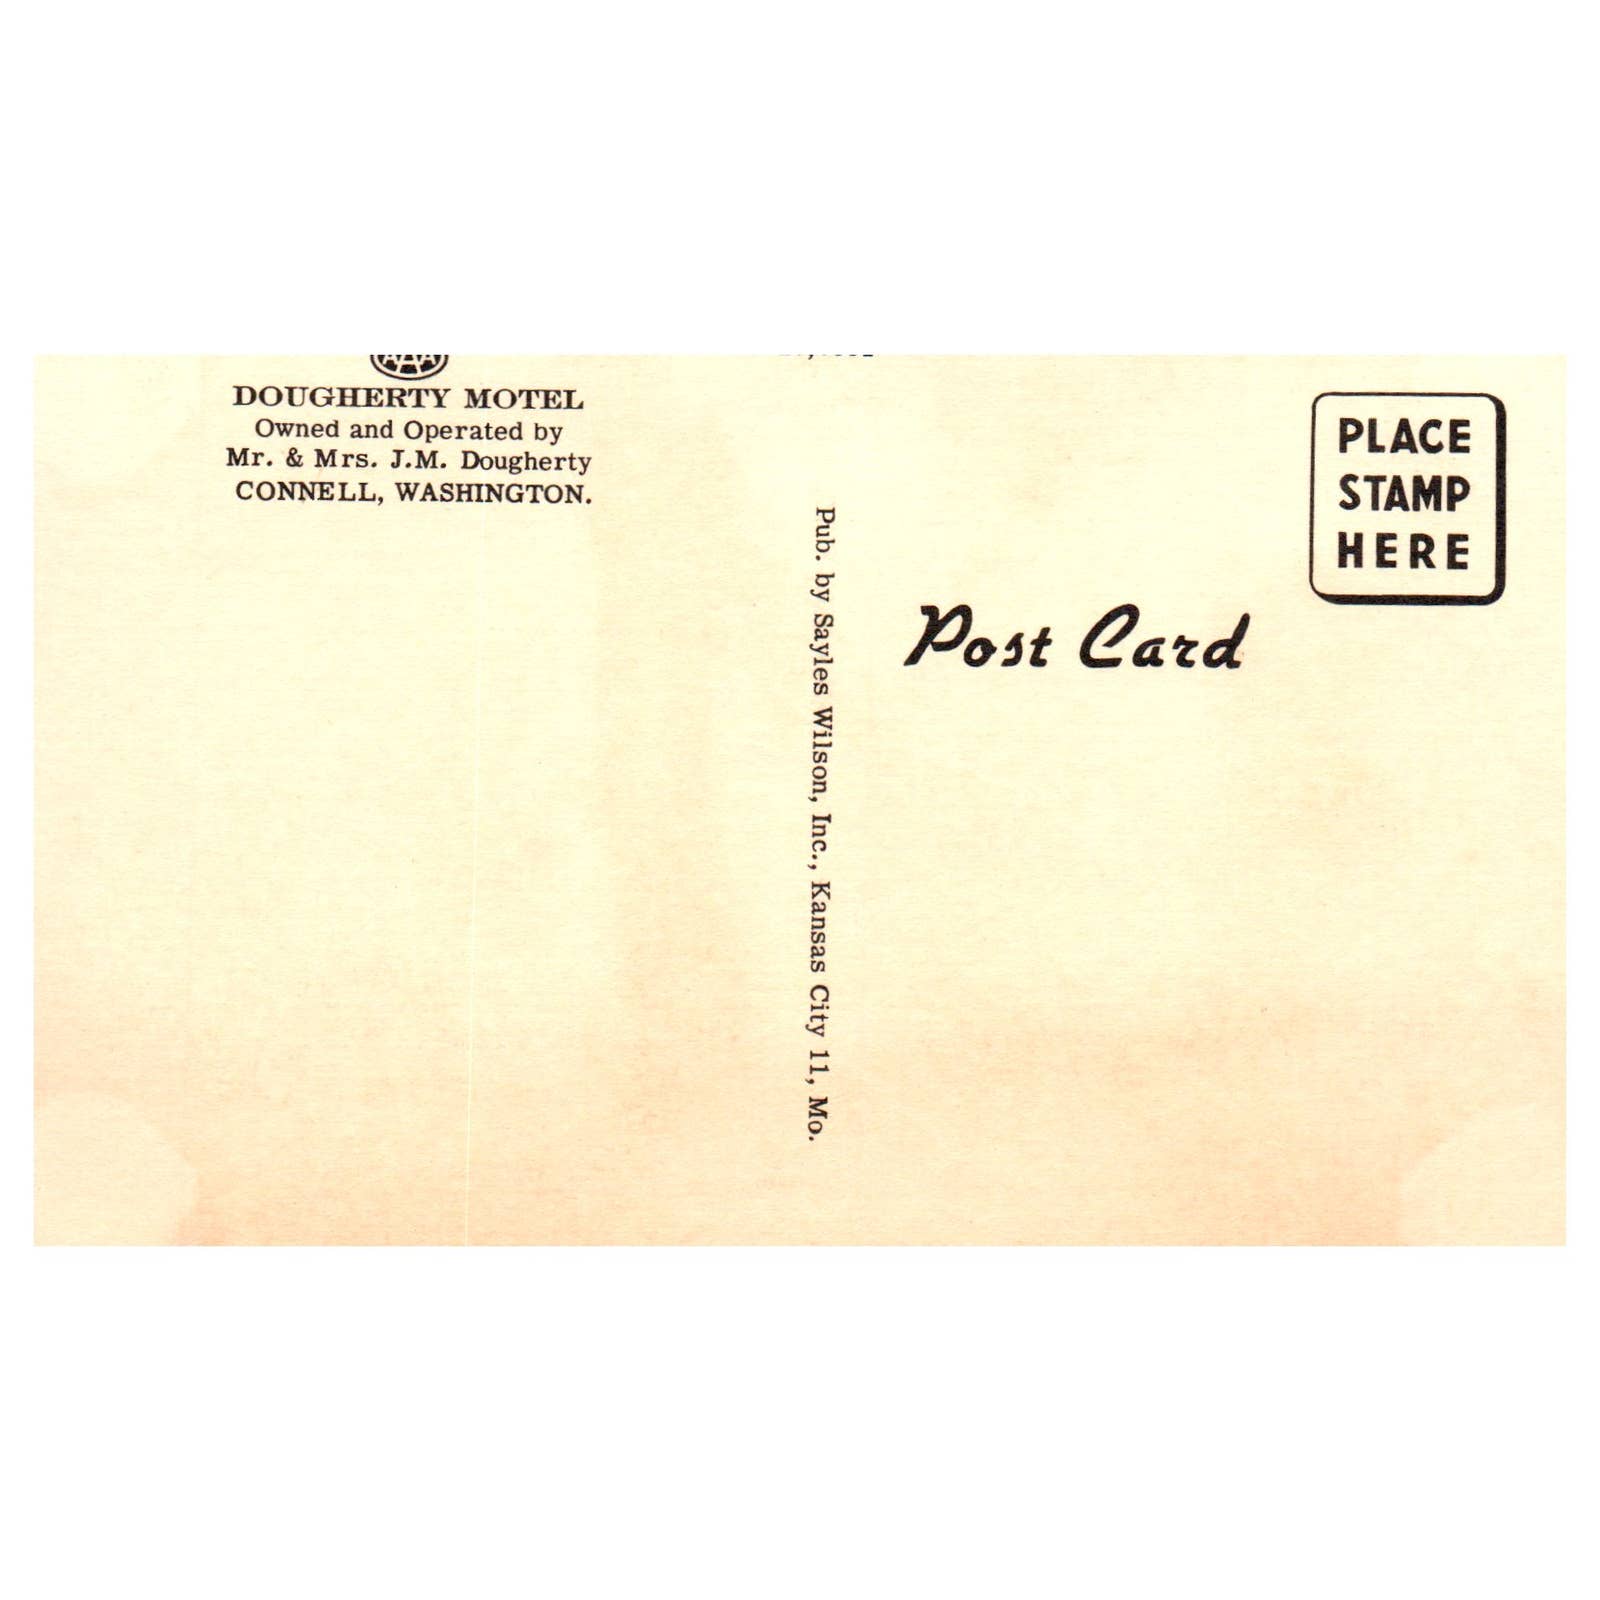 AAA
DOUGHERTY MOTEL
Owned and Operated by
Mr. & Mrs. J.M. Dougherty
CONNELL, WASHINGTON.
Pub. by Sayles Wilson, Inc., Kansas City 11, Mo.
PLACE
STAMP
HERE
Post Card